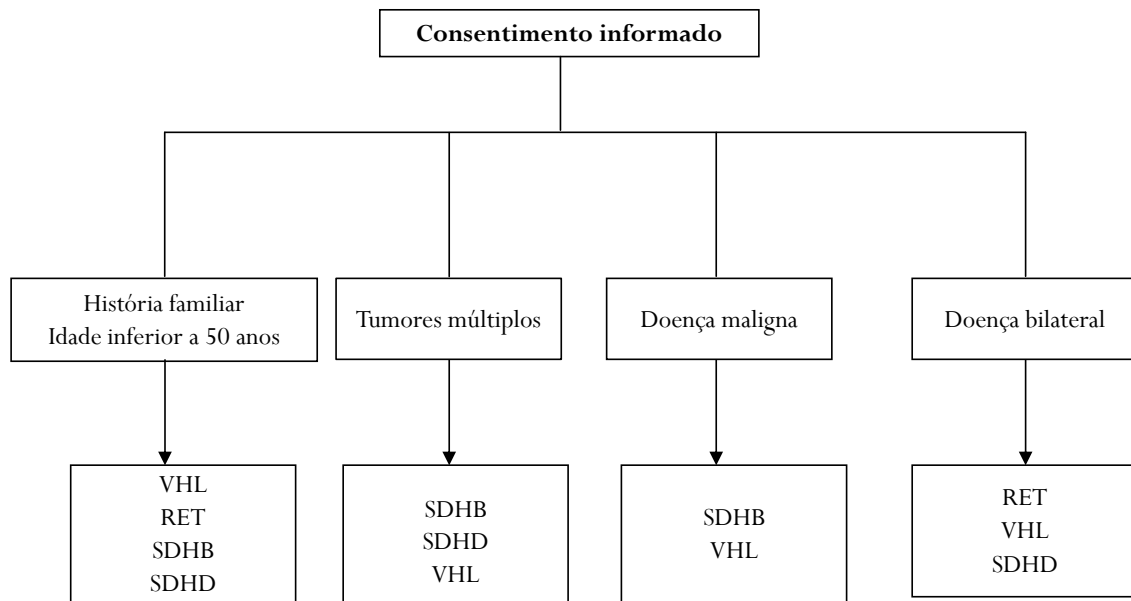 Consentimento informado
História familiar
Idade inferior a 50 anos
Tumores múltiplos
Doença maligna
Doença bilateral
VHL
RET
SDHB
SDHD
SDHB
SDHD
VHL
SDHB
VHL
RET
VHL
SDHD